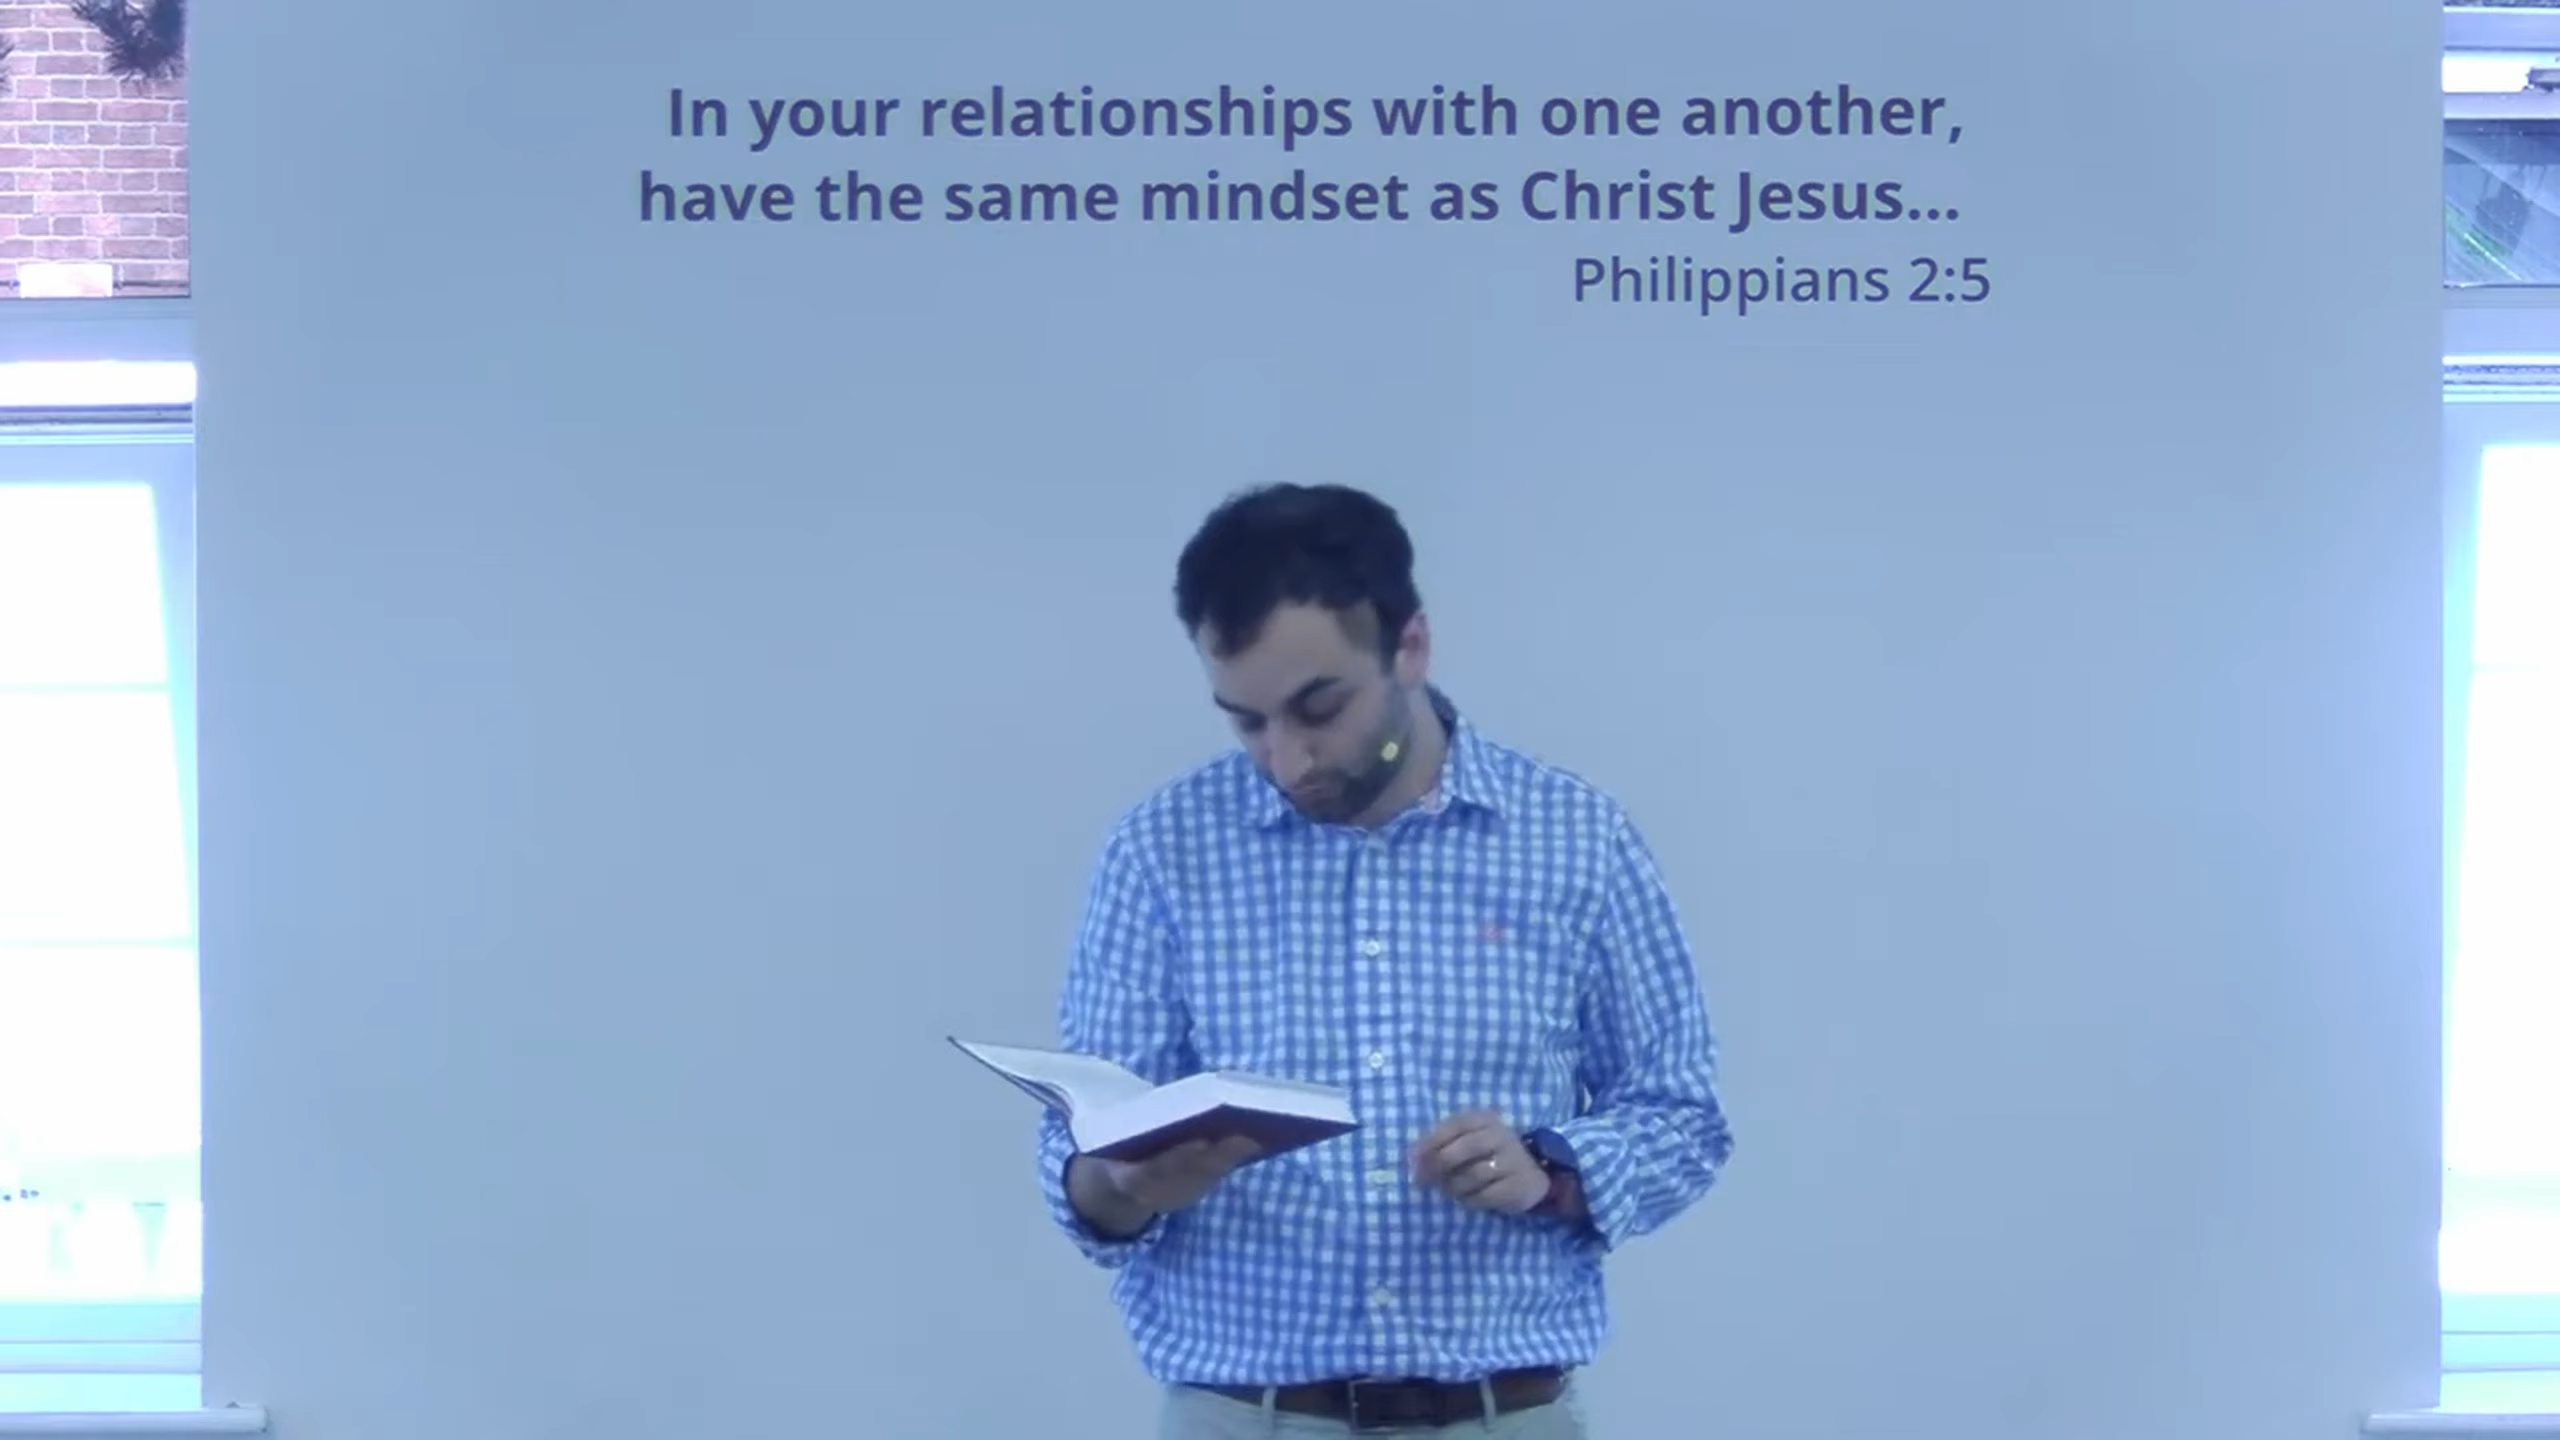 In your relationships with one another,
have the same mindset as Christ Jesus...
Philippians 2:5